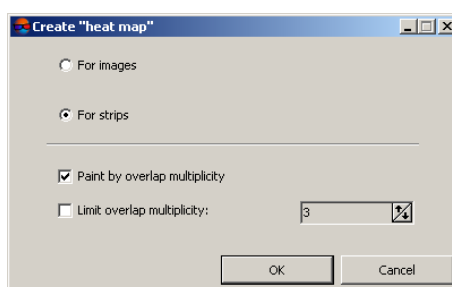 Create "heat map"
For images
For strips
Paint by overlap multiplicity
Limit overlap multiplicity: 3
OK Cancel